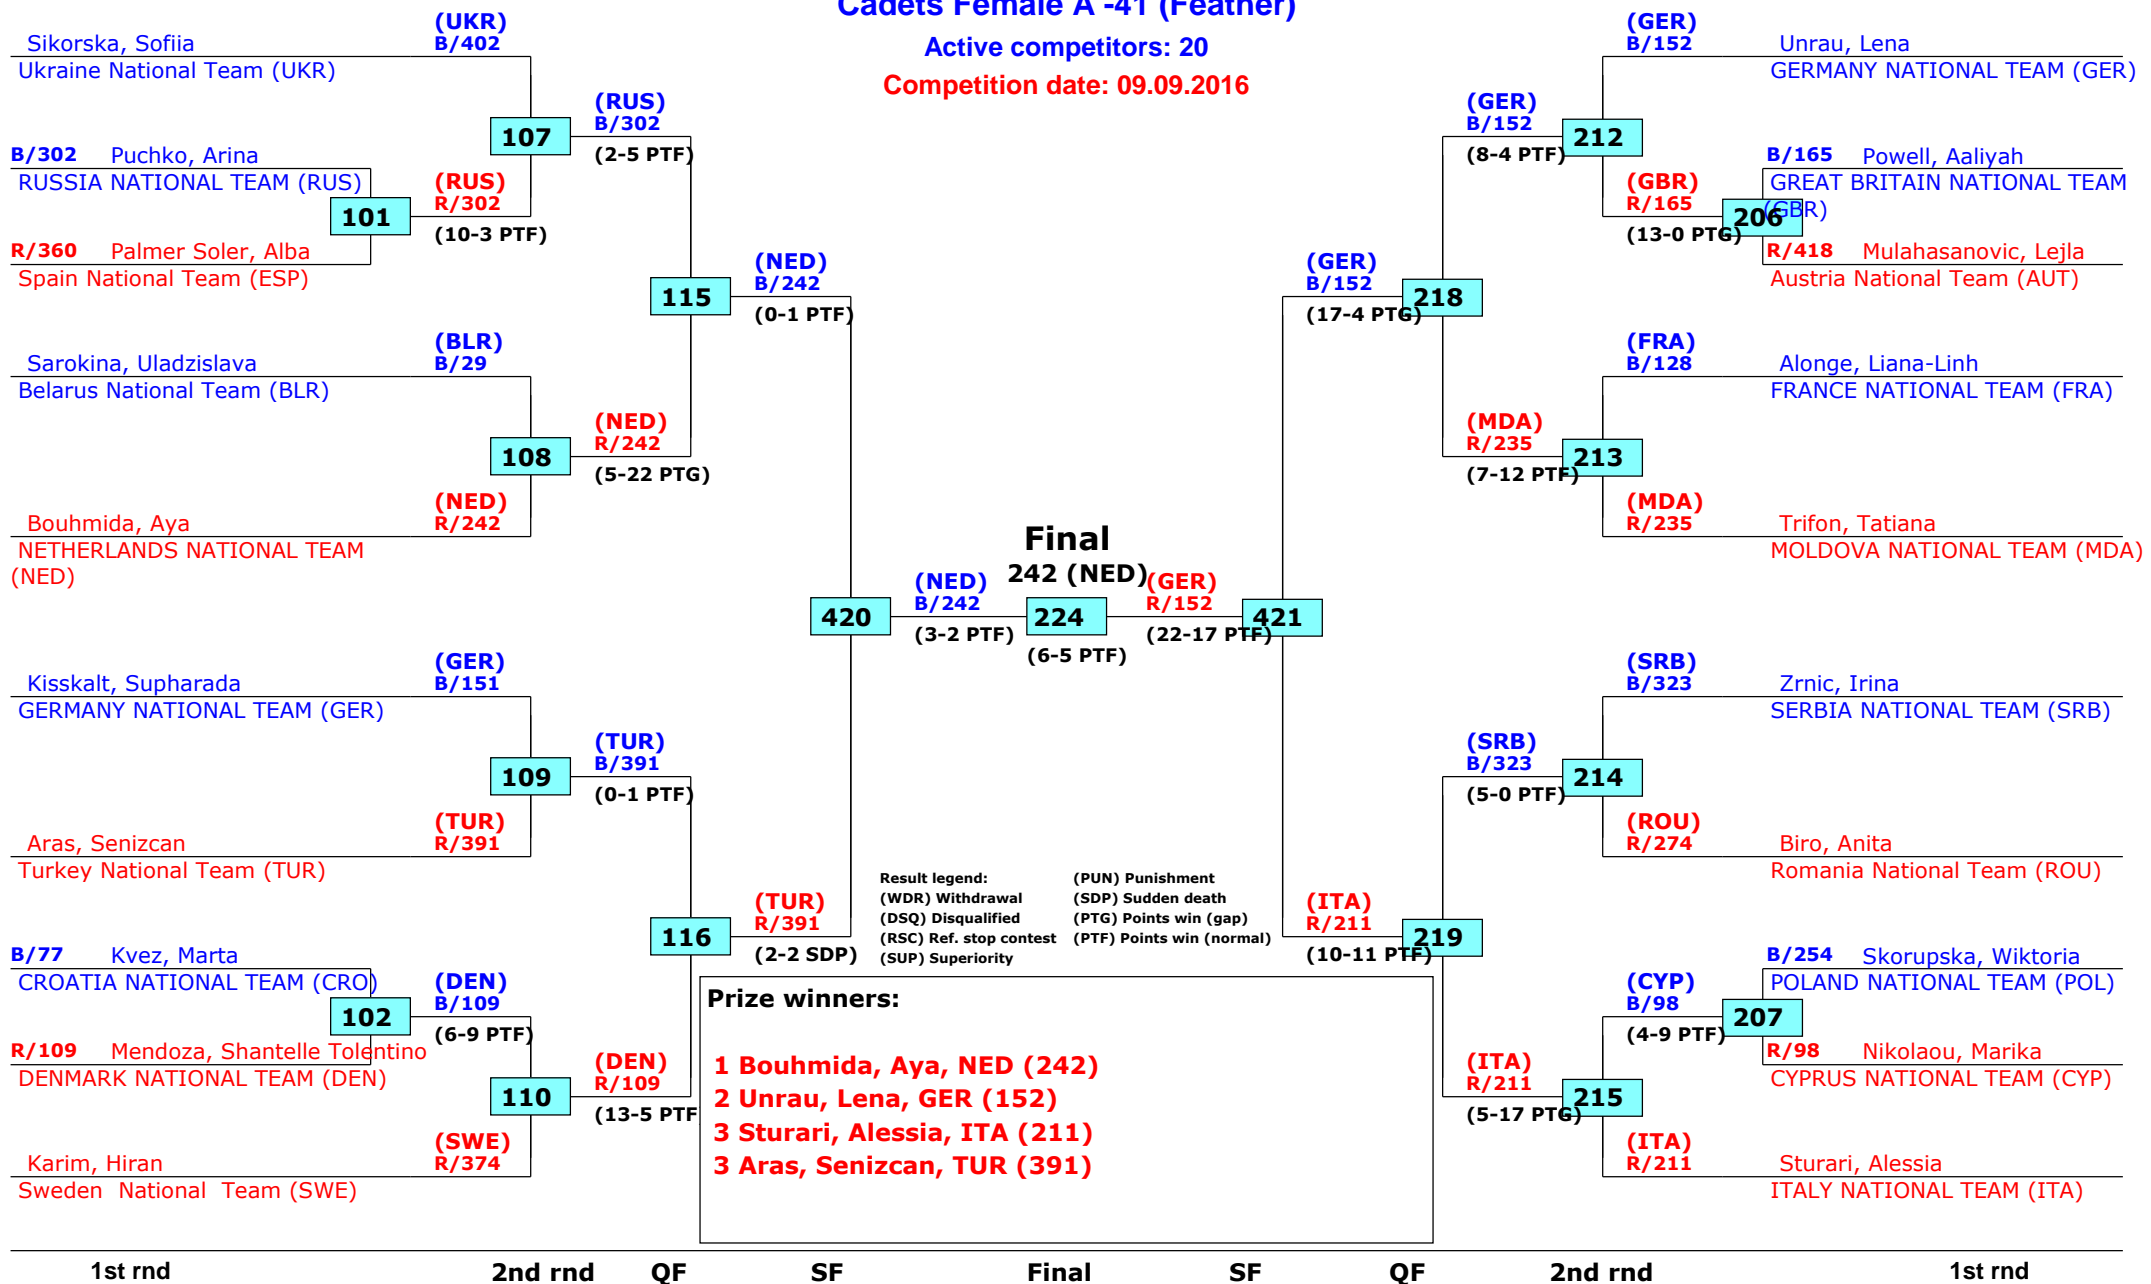 Cadets Female A -41 (Feather)
Active competitors: 20
Competition date: 09.09.2016
(UKR)
B/402
Sikorska, Sofiia
Ukraine National Team (UKR)
107
(RUS)
B/302
(2-5 PTF)
B/302 Puchko, Arina
RUSSIA NATIONAL TEAM (RUS)
101
(RUS)
R/302
(10-3 PTF)
R/360 Palmer Soler, Alba
Spain National Team (ESP)
115
(NED)
B/242
(0-1 PTF)
(BLR)
B/29
Sarokina, Uladzislava
Belarus National Team (BLR)
108
(NED)
R/242
(5-22 PTG)
(NED)
R/242
Bouhmida, Aya
NETHERLANDS NATIONAL TEAM
(NED)
420
(NED)
B/242
(3-2 PTF)
Final
242 (NED)
224
(6-5 PTF)
(GER)
R/152
(22-17 PTF)
421
(GER)
B/151
Kisskalt, Supharada
GERMANY NATIONAL TEAM (GER)
109
(TUR)
B/391
(0-1 PTF)
(TUR)
R/391
Aras, Senizcan
Turkey National Team (TUR)
116
(TUR)
R/391
(2-2 SDP)
B/77 Kvez, Marta
CROATIA NATIONAL TEAM (CRO)
102
(DEN)
B/109
(6-9 PTF)
R/109 Mendoza, Shantelle Tolentino
DENMARK NATIONAL TEAM (DEN)
110
(DEN)
R/109
(13-5 PTF
(SWE)
R/374
Karim, Hiran
Sweden National Team (SWE)
(GER)
B/152
Unrau, Lena
GERMANY NATIONAL TEAM (GER)
(GER)
B/152
(8-4 PTF)
212
B/165 Powell, Aaliyah
GREAT BRITAIN NATIONAL TEAM
(GBR)
(GBR)
R/165
(13-0 PTG)
206
R/418 Mulahasanovic, Lejla
Austria National Team (AUT)
(GER)
B/152
(17-4 PTG)
218
(FRA)
B/128
Alonge, Liana-Linh
FRANCE NATIONAL TEAM (FRA)
(MDA)
R/235
(7-12 PTF)
213
(MDA)
R/235
Trifon, Tatiana
MOLDOVA NATIONAL TEAM (MDA)
(SRB)
B/323
Zrnic, Irina
SERBIA NATIONAL TEAM (SRB)
(SRB)
B/323
(5-0 PTF)
214
(ROU)
R/274
Biro, Anita
Romania National Team (ROU)
(ITA)
R/211
(10-11 PTF)
219
B/254 Skorupska, Wiktoria
POLAND NATIONAL TEAM (POL)
(CYP)
B/98
(4-9 PTF)
207
R/98 Nikolaou, Marika
CYPRUS NATIONAL TEAM (CYP)
(ITA)
R/211
(5-17 PTG)
215
(ITA)
R/211
Sturari, Alessia
ITALY NATIONAL TEAM (ITA)
Result legend: (PUN) Punishment
(WDR) Withdrawal (SDP) Sudden death
(DSQ) Disqualified (PTG) Points win (gap)
(RSC) Ref. stop contest (PTF) Points win (normal)
(SUP) Superiority
Prize winners:
1 Bouhmida, Aya, NED (242)
2 Unrau, Lena, GER (152)
3 Sturari, Alessia, ITA (211)
3 Aras, Senizcan, TUR (391)
1st rnd 2nd rnd QF SF Final SF QF 2nd rnd 1st rnd